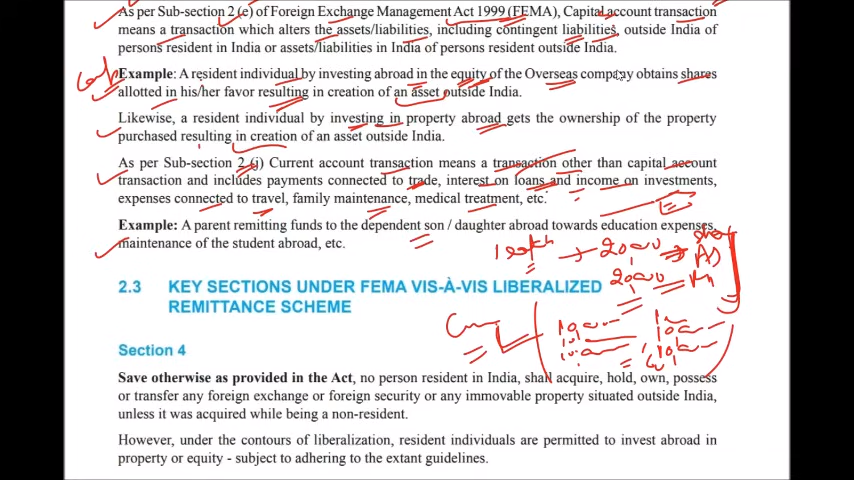 As per Sub-section 2 (e) of Foreign Exchange Management Act 1999 (FEMA), Capital account transaction
means a transaction which alters the assets/liabilities, including contingent liabilities, outside India of
persons resident in India or assets/liabilities in India of persons resident outside India.
Example: A resident individual by investing abroad in the equity of the Overseas company obtains shares
allotted in his/her favor resulting in creation of an asset outside India.
Likewise, a resident individual by investing in property abroad gets the ownership of the property
purchased resulting in creation of an asset outside India.
As per Sub-section 2 (j) Current account transaction means a transaction other than capital account
transaction and includes payments connected to trade, interest on loans and income on investments,
expenses connected to travel, family maintenance, medical treatment, etc.
Example: A parent remitting funds to the dependent son / daughter abroad towards education expenses,
maintenance of the student abroad, etc.
2.3 KEY SECTIONS UNDER FEMA VIS-À-VIS LIBERALIZED
REMITTANCE SCHEME
Section 4
Save otherwise as provided in the Act, no person resident in India, shall acquire, hold, own, possess
or transfer any foreign exchange or foreign security or any immovable property situated outside India,
unless it was acquired while being a non-resident.
However, under the contours of liberalization, resident individuals are permitted to invest abroad in
property or equity - subject to adhering to the extant guidelines.